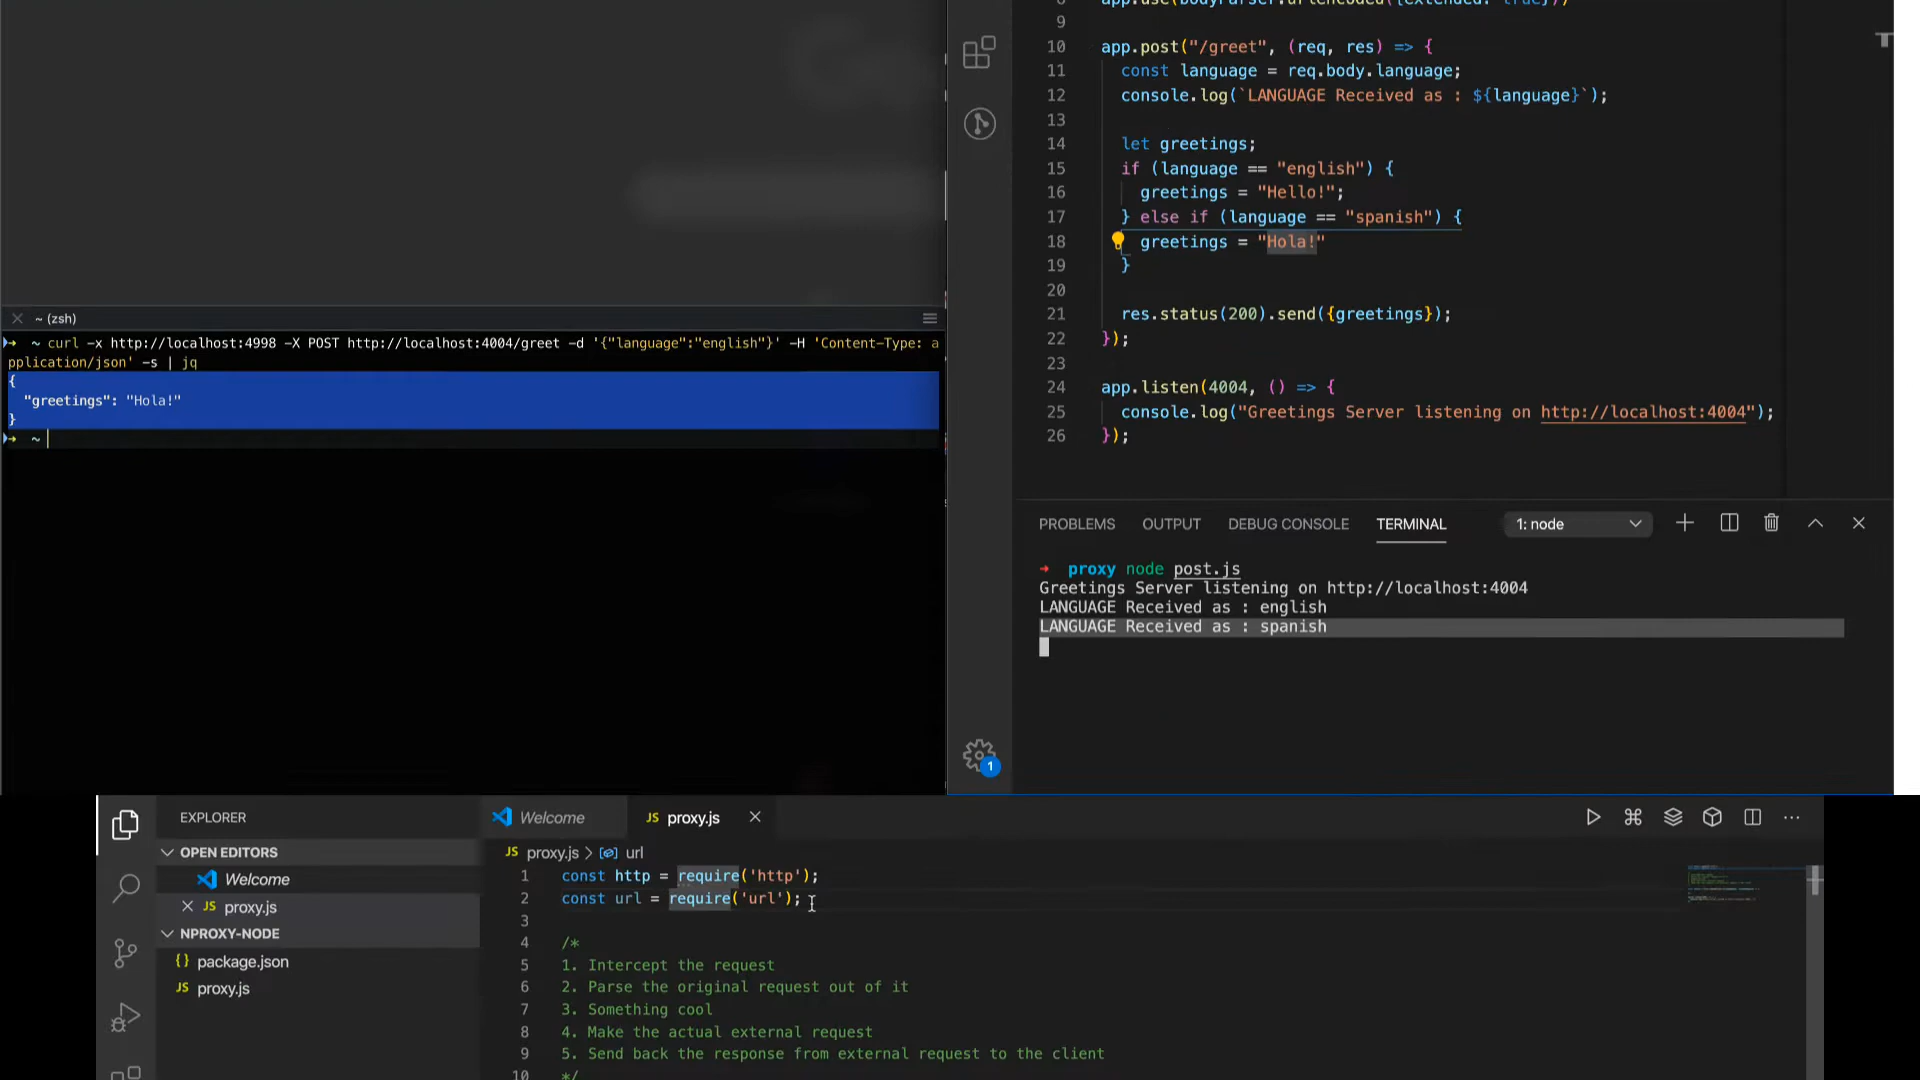 ~ (zsh)
~ curl -x http://localhost:4998 -X POST http://localhost:4004/greet -d '{"language":"english"}' -H 'Content-Type: a
pplication/json' -s | jq
{
"greetings": "Hola!"
}
~
9
10 app.post("/greet", (req, res) => {
11 const language = req.body.language;
12 console.log(`LANGUAGE Received as : ${language}`);
13
14 let greetings;
15 if (language == "english") {
16 greetings = "Hello!";
17 } else if (language == "spanish") {
18 greetings = "Hola!"
19 }
20
21 res.status(200).send({greetings});
22 });
23
24 app.listen(4004, () => {
25 console.log("Greetings Server listening on http://localhost:4004");
26 });
PROBLEMS OUTPUT DEBUG CONSOLE TERMINAL 1: node
→ proxy node post.js
Greetings Server listening on http://localhost:4004
LANGUAGE Received as : english
LANGUAGE Received as : spanish
1
EXPLORER
OPEN EDITORS
Welcome
JS proxy.js
NPROXY-NODE
{} package.json
JS proxy.js
Welcome JS proxy.js
JS proxy.js > url
1 const http = require('http');
2 const url = require('url');
3
4 /*
5 1. Intercept the request
6 2. Parse the original request out of it
7 3. Something cool
8 4. Make the actual external request
9 5. Send back the response from external request to the client
10 */